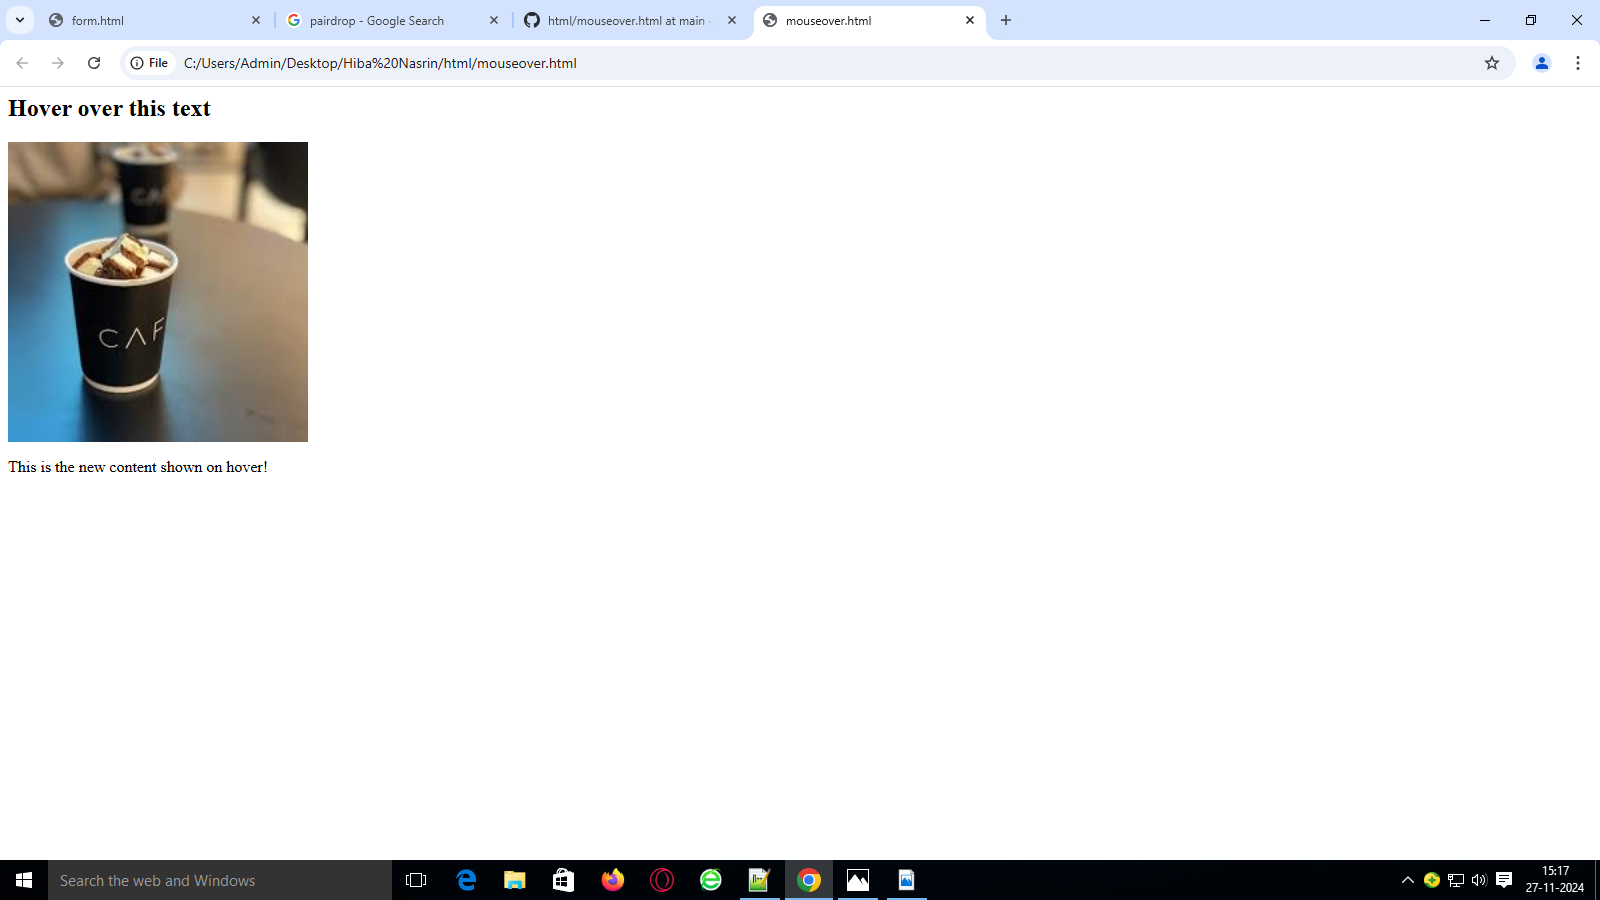 form.html
pairdrop - Google Search
html/mouseover.html at main
mouseover.html
File
C:/Users/Admin/Desktop/Hiba%20Nasrin/html/mouseover.html
Hover over this text
CAF
This is the new content shown on hover!
Search the web and Windows
15:17
27-11-2024